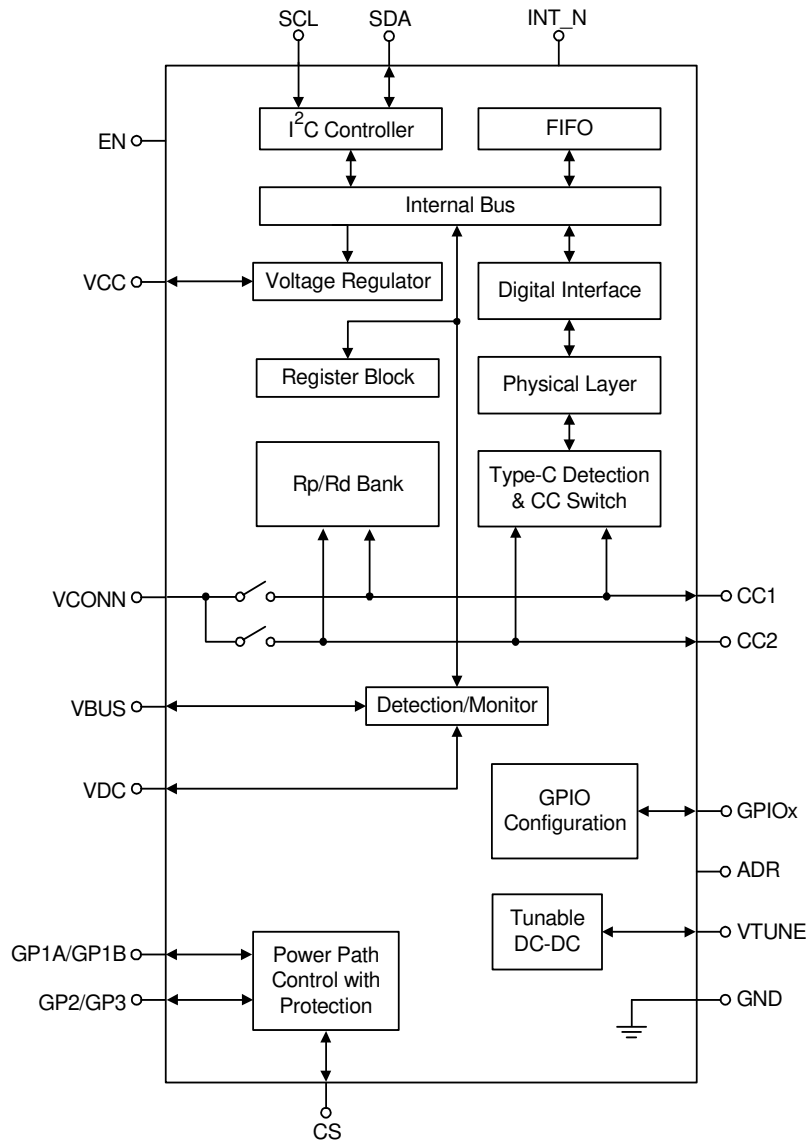 SCL
SDA
INT_N
EN
I²C Controller
FIFO
Internal Bus
VCC
Voltage Regulator
Digital Interface
Register Block
Physical Layer
Rp/Rd Bank
Type-C Detection
& CC Switch
VCONN
CC1
CC2
VBUS
Detection/Monitor
VDC
GPIO
Configuration
GPIOx
ADR
Tunable
DC-DC
VTUNE
GP1A/GP1B
GP2/GP3
Power Path
Control with
Protection
GND
CS